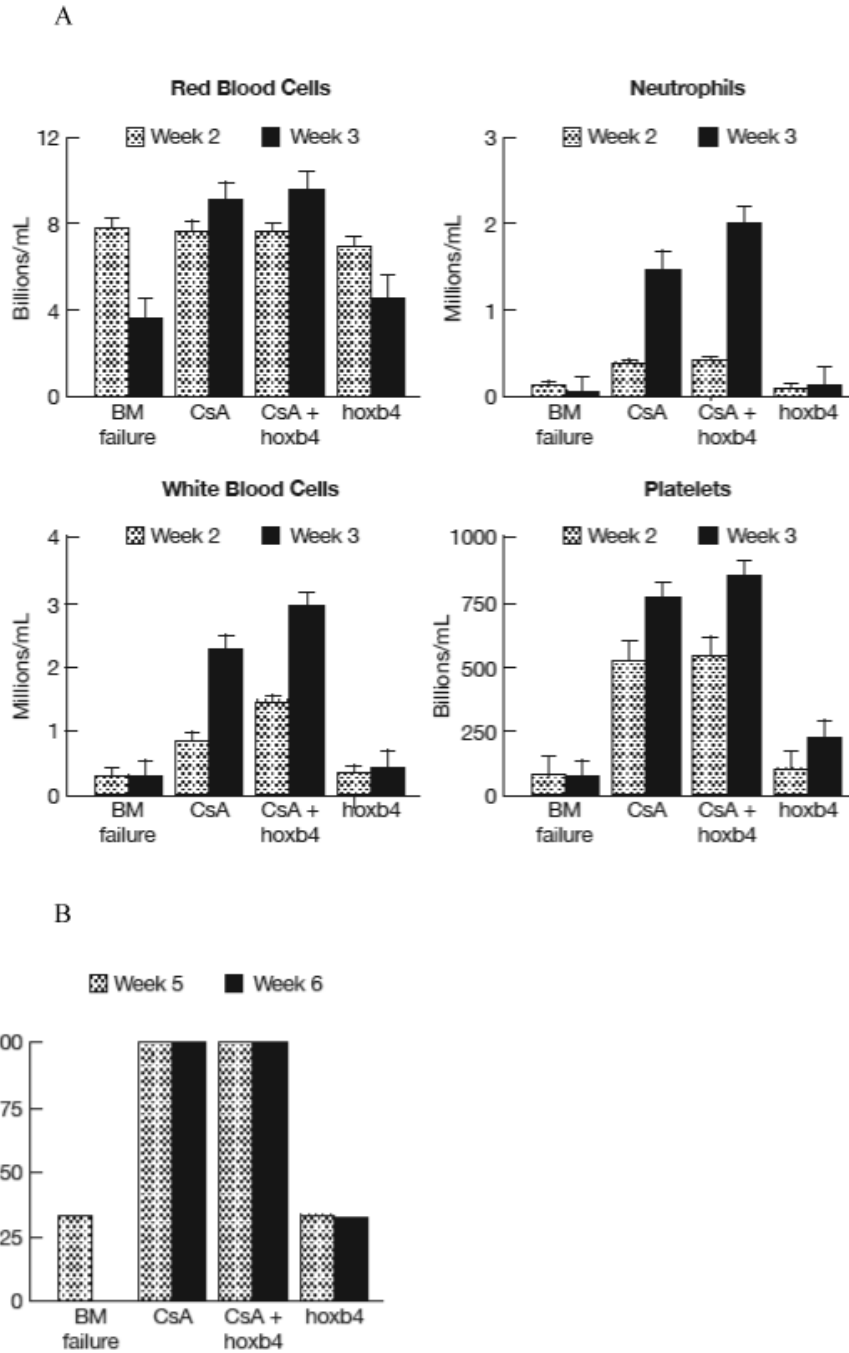 A
Red Blood Cells
Week 2 Week 3
12
8
4
0
Billions/mL
BM failure
CsA
CsA + hoxb4
hoxb4
Neutrophils
Week 2 Week 3
3
2
1
0
Millions/mL
BM failure
CsA
CsA + hoxb4
hoxb4
White Blood Cells
Week 2 Week 3
4
3
2
1
0
Millions/mL
BM failure
CsA
CsA + hoxb4
hoxb4
Platelets
Week 2 Week 3
1000
750
500
250
0
Billions/mL
BM failure
CsA
CsA + hoxb4
hoxb4
B
Week 5 Week 6
00
75
50
25
0
BM failure
CsA
CsA + hoxb4
hoxb4